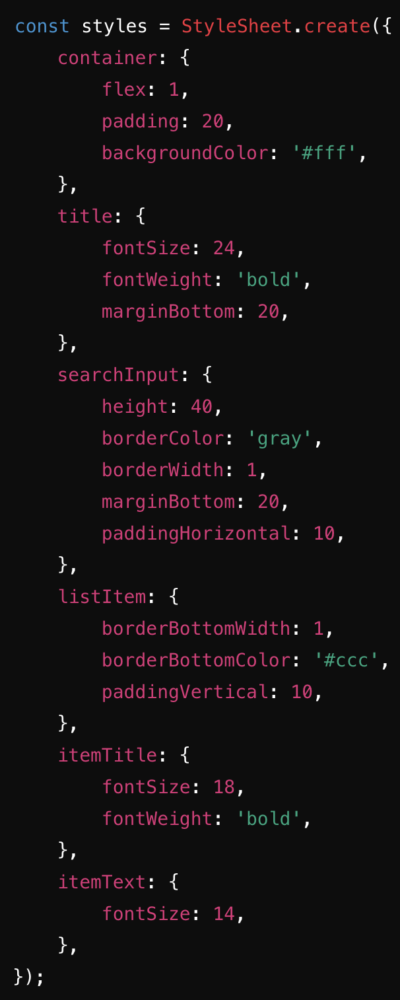 const styles = StyleSheet.create({
    container: {
        flex: 1,
        padding: 20,
        backgroundColor: '#fff',
    },
    title: {
        fontSize: 24,
        fontWeight: 'bold',
        marginBottom: 20,
    },
    searchInput: {
        height: 40,
        borderColor: 'gray',
        borderWidth: 1,
        marginBottom: 20,
        paddingHorizontal: 10,
    },
    listItem: {
        borderBottomWidth: 1,
        borderBottomColor: '#ccc',
        paddingVertical: 10,
    },
    itemTitle: {
        fontSize: 18,
        fontWeight: 'bold',
    },
    itemText: {
        fontSize: 14,
    },
});